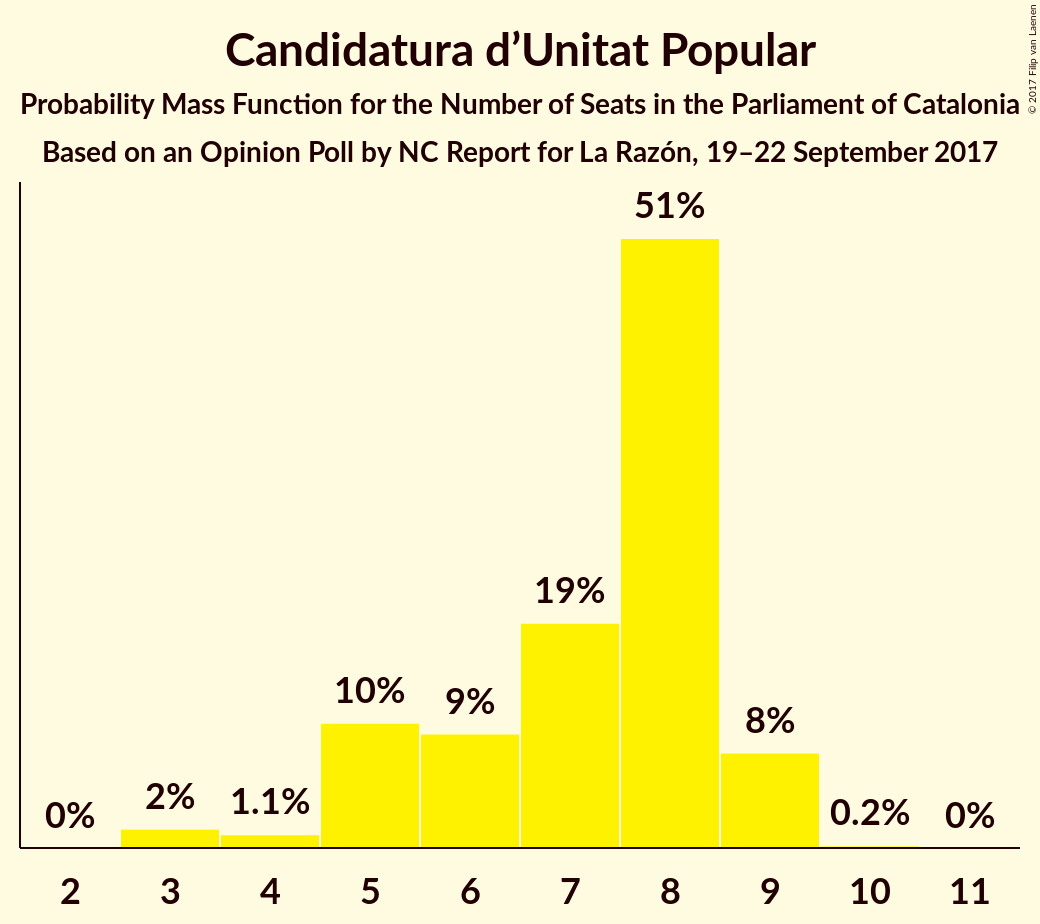 Candidatura d’Unitat Popular
Probability Mass Function for the Number of Seats in the Parliament of Catalonia
Based on an Opinion Poll by NC Report for La Razón, 19–22 September 2017
© 2017 Filip van Laenen
0% 2% 1.1% 10% 9% 19% 51% 8% 0.2% 0%
2 3 4 5 6 7 8 9 10 11